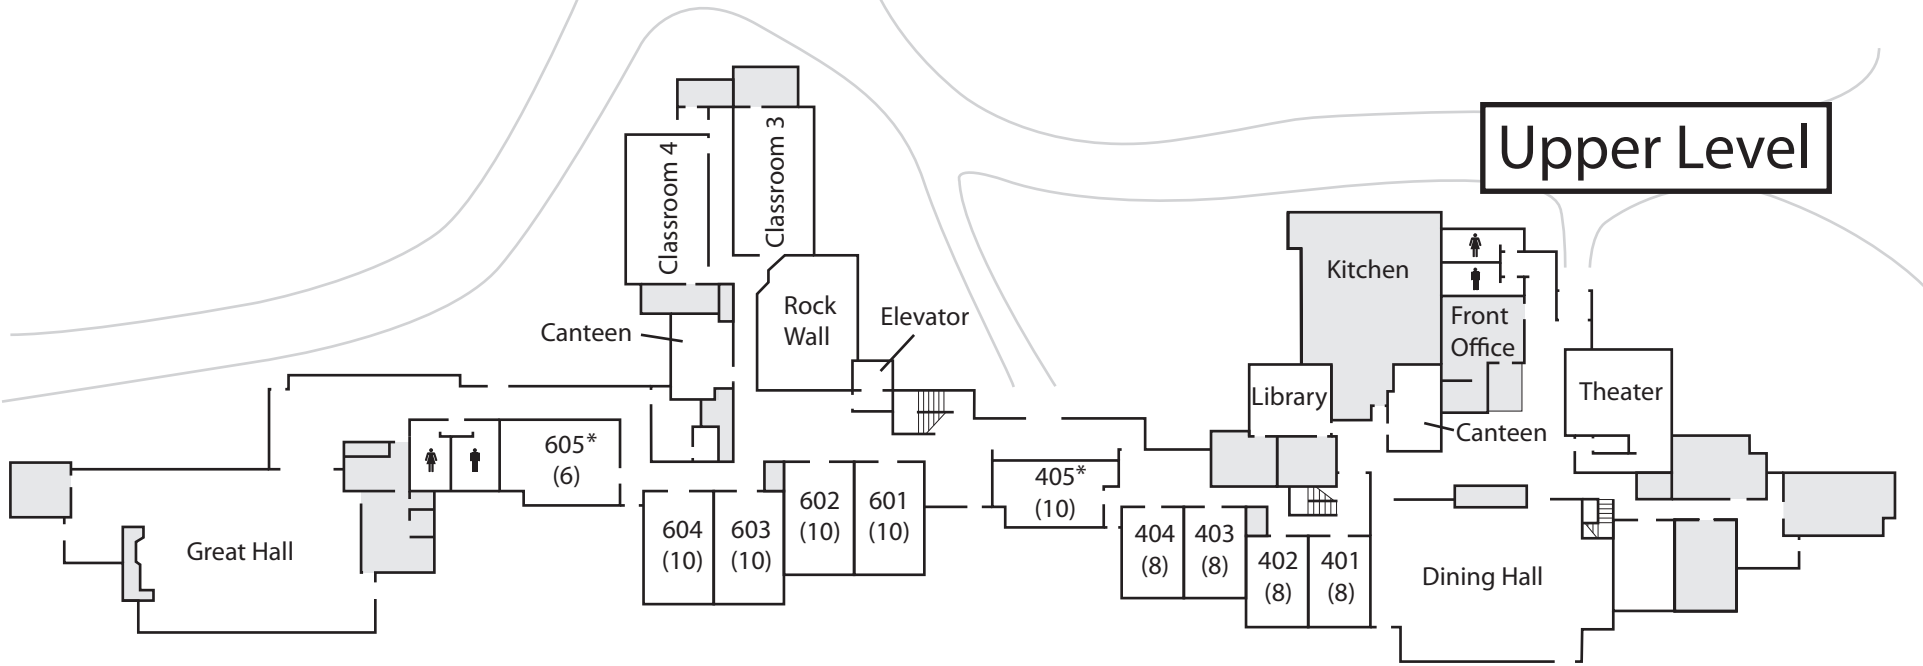 Upper Level
Classroom 4
Classroom 3
Rock
Wall
Elevator
Canteen
Kitchen
Front
Office
Library
Theater
Canteen
605*
(6)
405*
(10)
604
(10)
603
(10)
602
(10)
601
(10)
404
(8)
403
(8)
402
(8)
401
(8)
Great Hall
Dining Hall